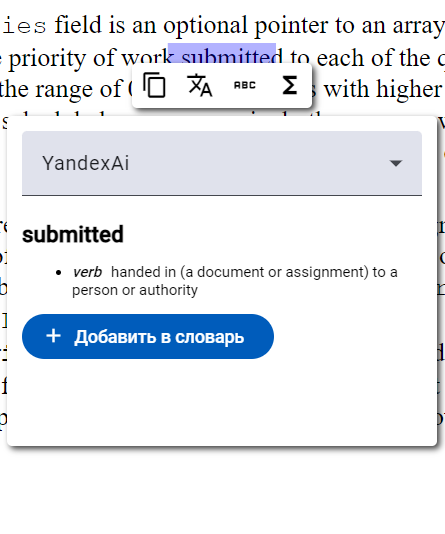 ies field is an optional pointer to an array
priority of work submitted to each of the q
the range of with higher
ABC
YandexAi
submitted
verb handed in (a document or assignment) to a
person or authority
+ Добавить в словарь